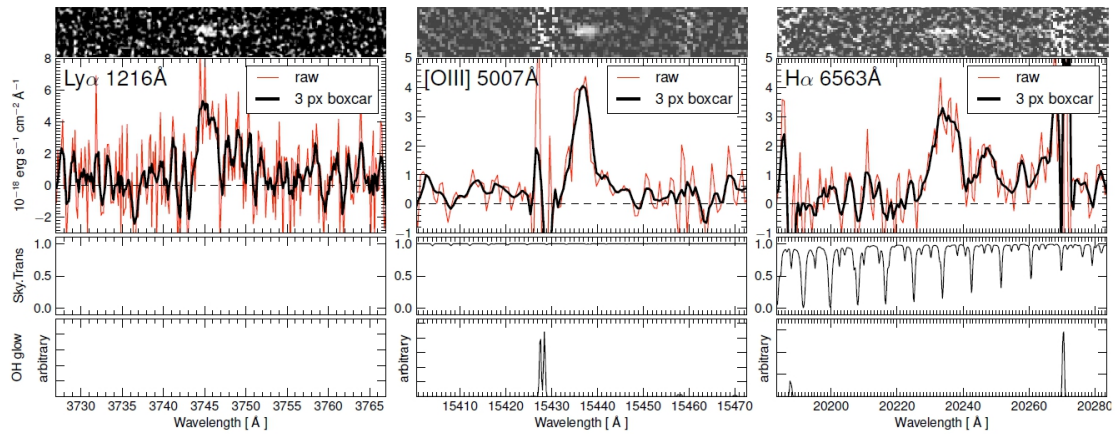 Lyα 1216Å
raw
3 px boxcar
8
6
4
2
0
−2
10⁻¹⁸ erg s⁻¹ cm⁻² Å⁻¹
[OIII] 5007Å
raw
3 px boxcar
5
4
3
2
1
0
−1
Hα 6563Å
raw
3 px boxcar
5
4
3
2
1
0
−1
Sky.Trans
1.0
0.5
0.0
1.0
0.5
0.0
1.0
0.5
0.0
OH glow
arbitrary
3730 3735 3740 3745 3750 3755 3760 3765
Wavelength [ Å ]
arbitrary
15410 15420 15430 15440 15450 15460 15470
Wavelength [ Å ]
arbitrary
20200 20220 20240 20260 20280
Wavelength [ Å ]